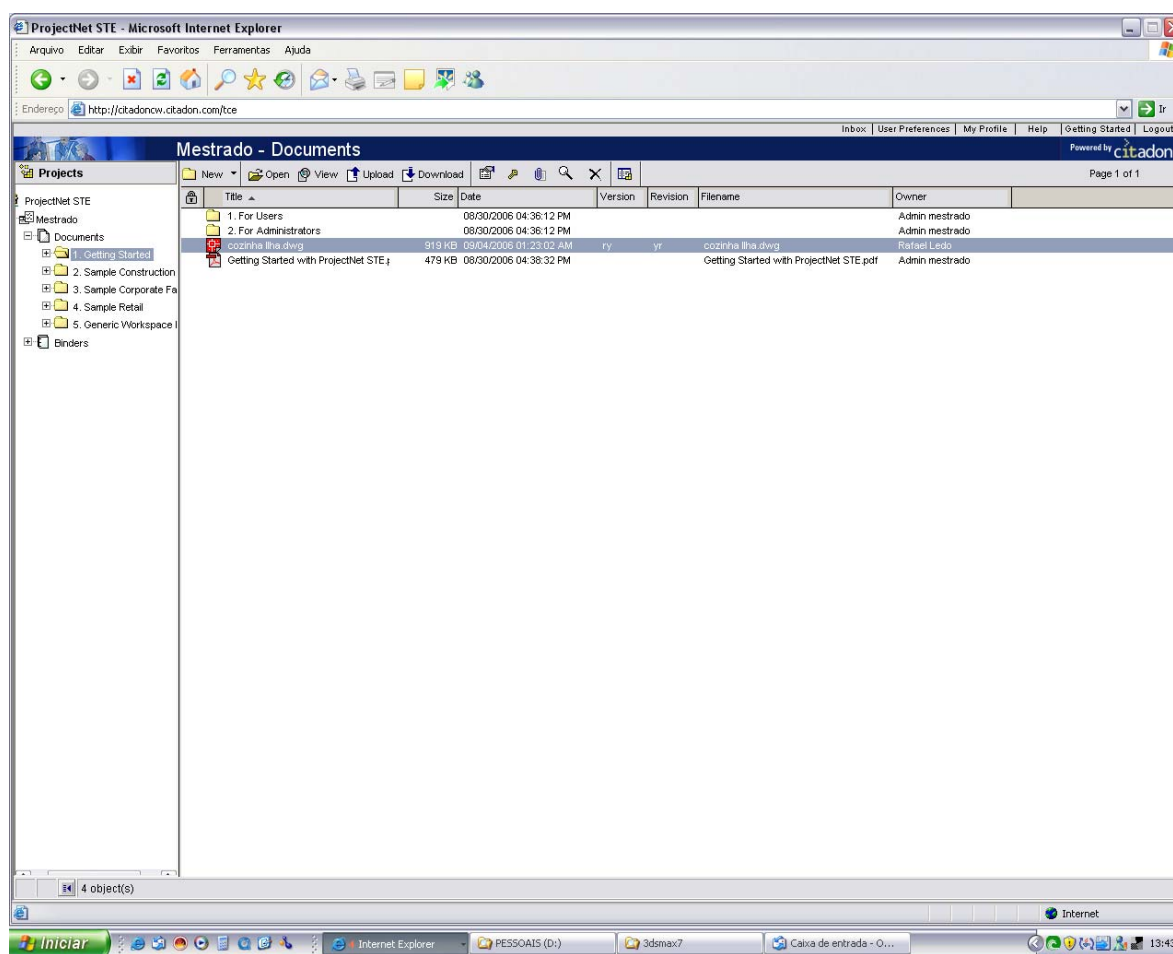 ProjectNet STE - Microsoft Internet Explorer
Arquivo Editar Exibir Favoritos Ferramentas Ajuda
Endereço http://citadoncw.citadon.com/tce Ir
Inbox | User Preferences | My Profile | Help | Getting Started | Logout
Mestrado - Documents Powered by citadon
Projects New Open View Upload Download Page 1 of 1
Title Size Date Version Revision Filename Owner
ProjectNet STE
Mestrado
Documents
1. Getting Started
2. Sample Construction
3. Sample Corporate Fa
4. Sample Retail
5. Generic Workspace I
Binders
1. For Users 08/30/2006 04:36:12 PM Admin mestrado
2. For Administrators 08/30/2006 04:36:12 PM Admin mestrado
cozinha Ilha.dwg 919 KB 09/04/2006 01:23:02 AM ry yr cozinha Ilha.dwg Rafael Ledo
Getting Started with ProjectNet STE.p 479 KB 08/30/2006 04:38:32 PM Getting Started with ProjectNet STE.pdf Admin mestrado
4 object(s)
Internet
Iniciar 4 Internet Explorer PESSOAIS (D:) 3dsmax7 Caixa de entrada - O... 13:43